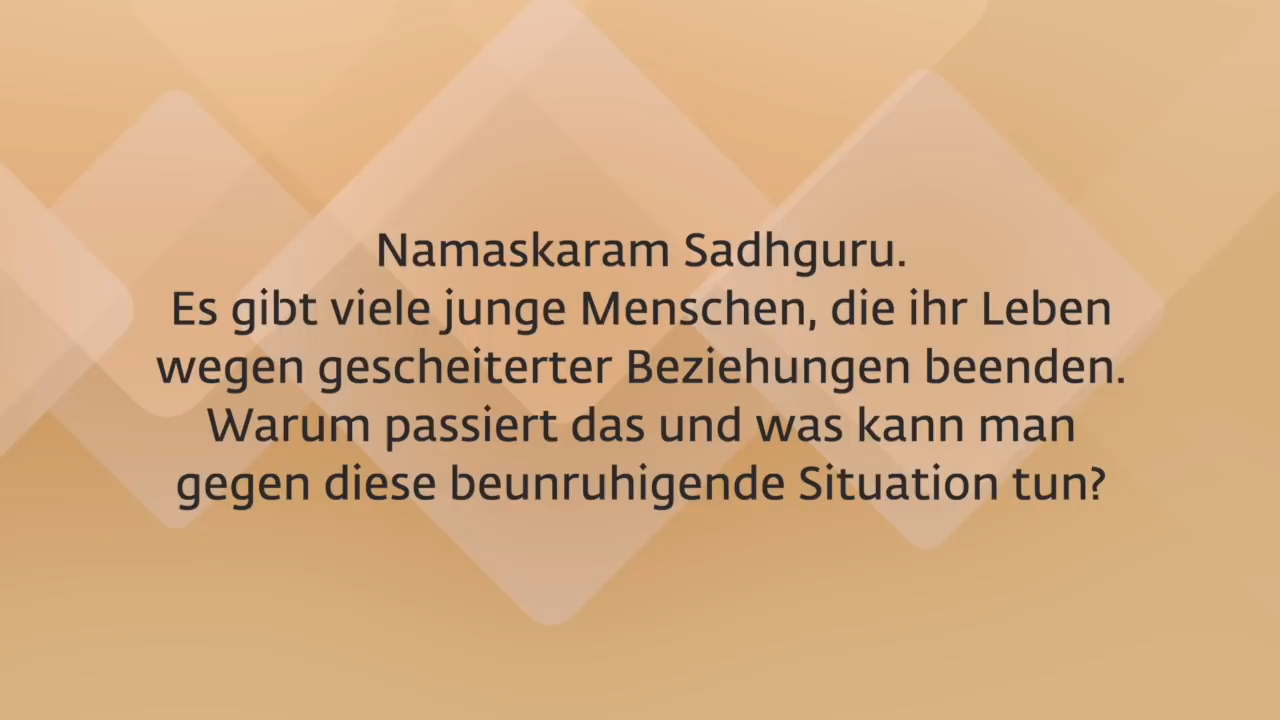 Namaskaram Sadhguru.
Es gibt viele junge Menschen, die ihr Leben
wegen gescheiterter Beziehungen beenden.
Warum passiert das und was kann man
gegen diese beunruhigende Situation tun?